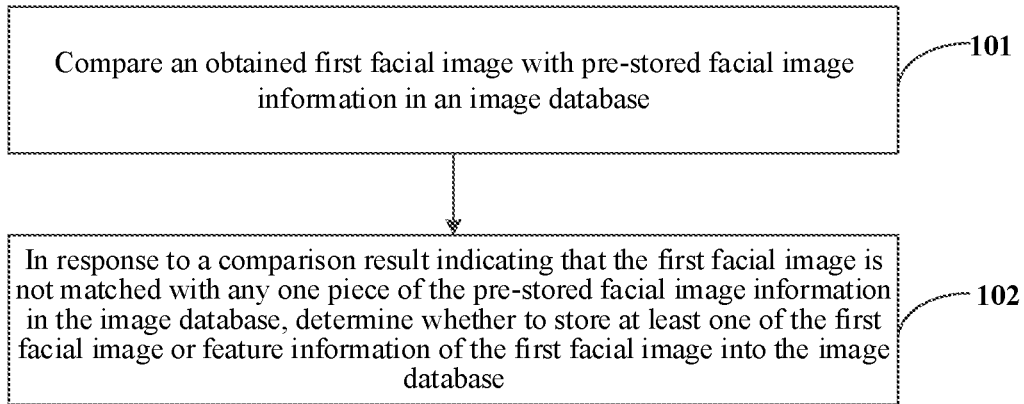 Compare an obtained first facial image with pre-stored facial image
information in an image database
101
In response to a comparison result indicating that the first facial image is
not matched with any one piece of the pre-stored facial image information
in the image database, determine whether to store at least one of the first
facial image or feature information of the first facial image into the image
database
102